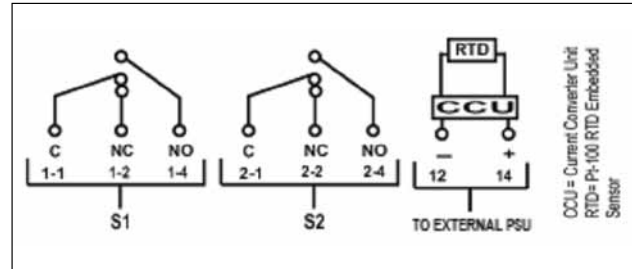 RTD
CCU
C NC NO
1-1 1-2 1-4
S1
C NC NO
2-1 2-2 2-4
S2
— +
12 14
TO EXTERNAL PSU
CCU = Current Converter Unit
RTD= Pt-100 RTD Embedded
Sensor